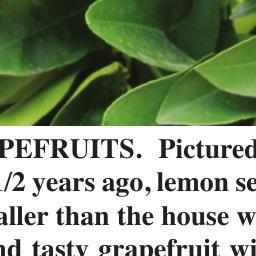 PEFRUITS. Pictured
1/2 years ago, lemon se
aller than the house w
nd tasty grapefruit wi